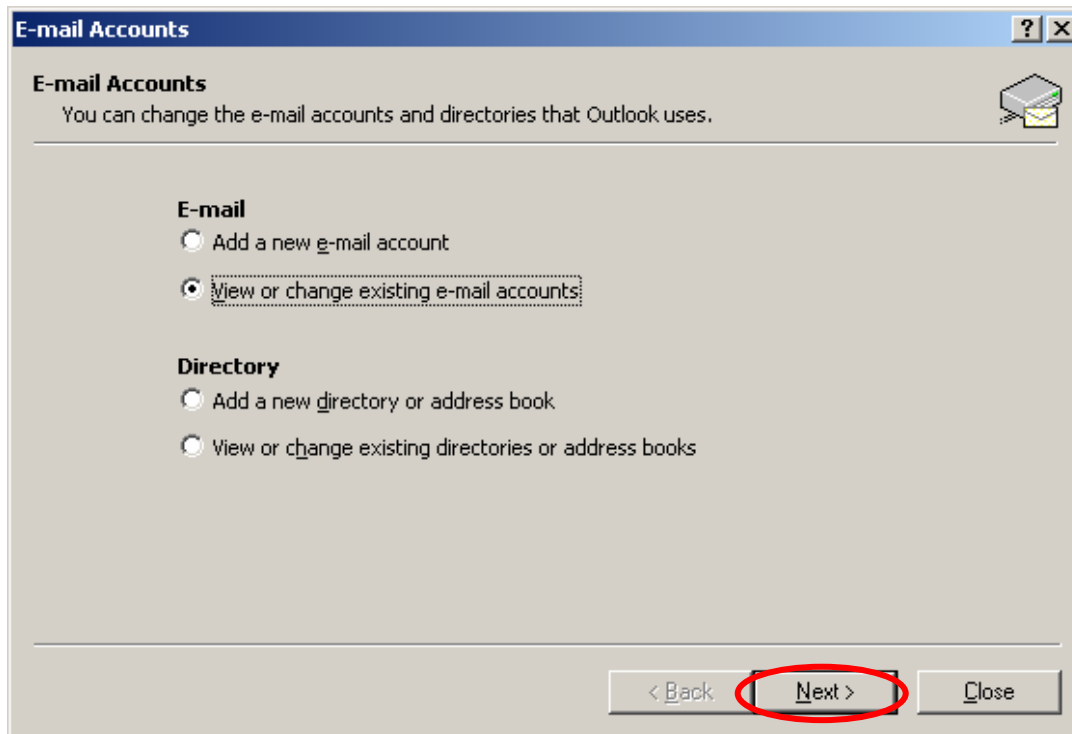 E-mail Accounts
E-mail Accounts
You can change the e-mail accounts and directories that Outlook uses.
E-mail
Add a new e-mail account
View or change existing e-mail accounts
Directory
Add a new directory or address book
View or change existing directories or address books
< Back Next > Close